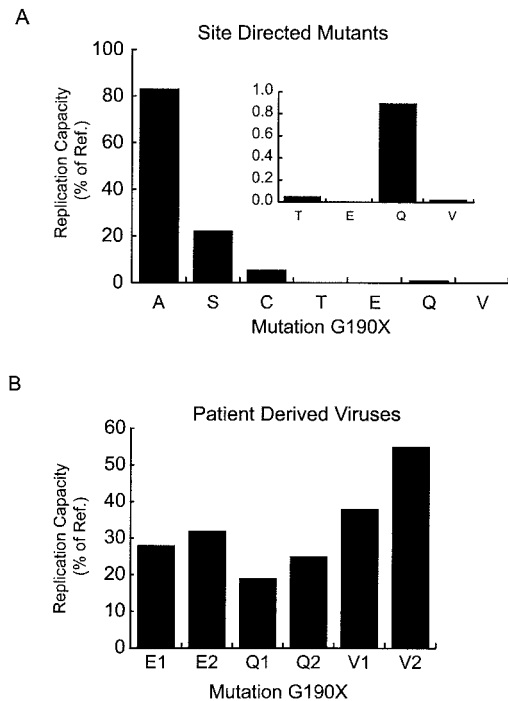 A
Site Directed Mutants
Replication Capacity
(% of Ref.)
100
80
60
40
20
0
1.0
0.8
0.6
0.4
0.2
0.0
T E Q V
A S C T E Q V
Mutation G190X
B
Patient Derived Viruses
Replication Capacity
(% of Ref.)
60
50
40
30
20
10
0
E1 E2 Q1 Q2 V1 V2
Mutation G190X